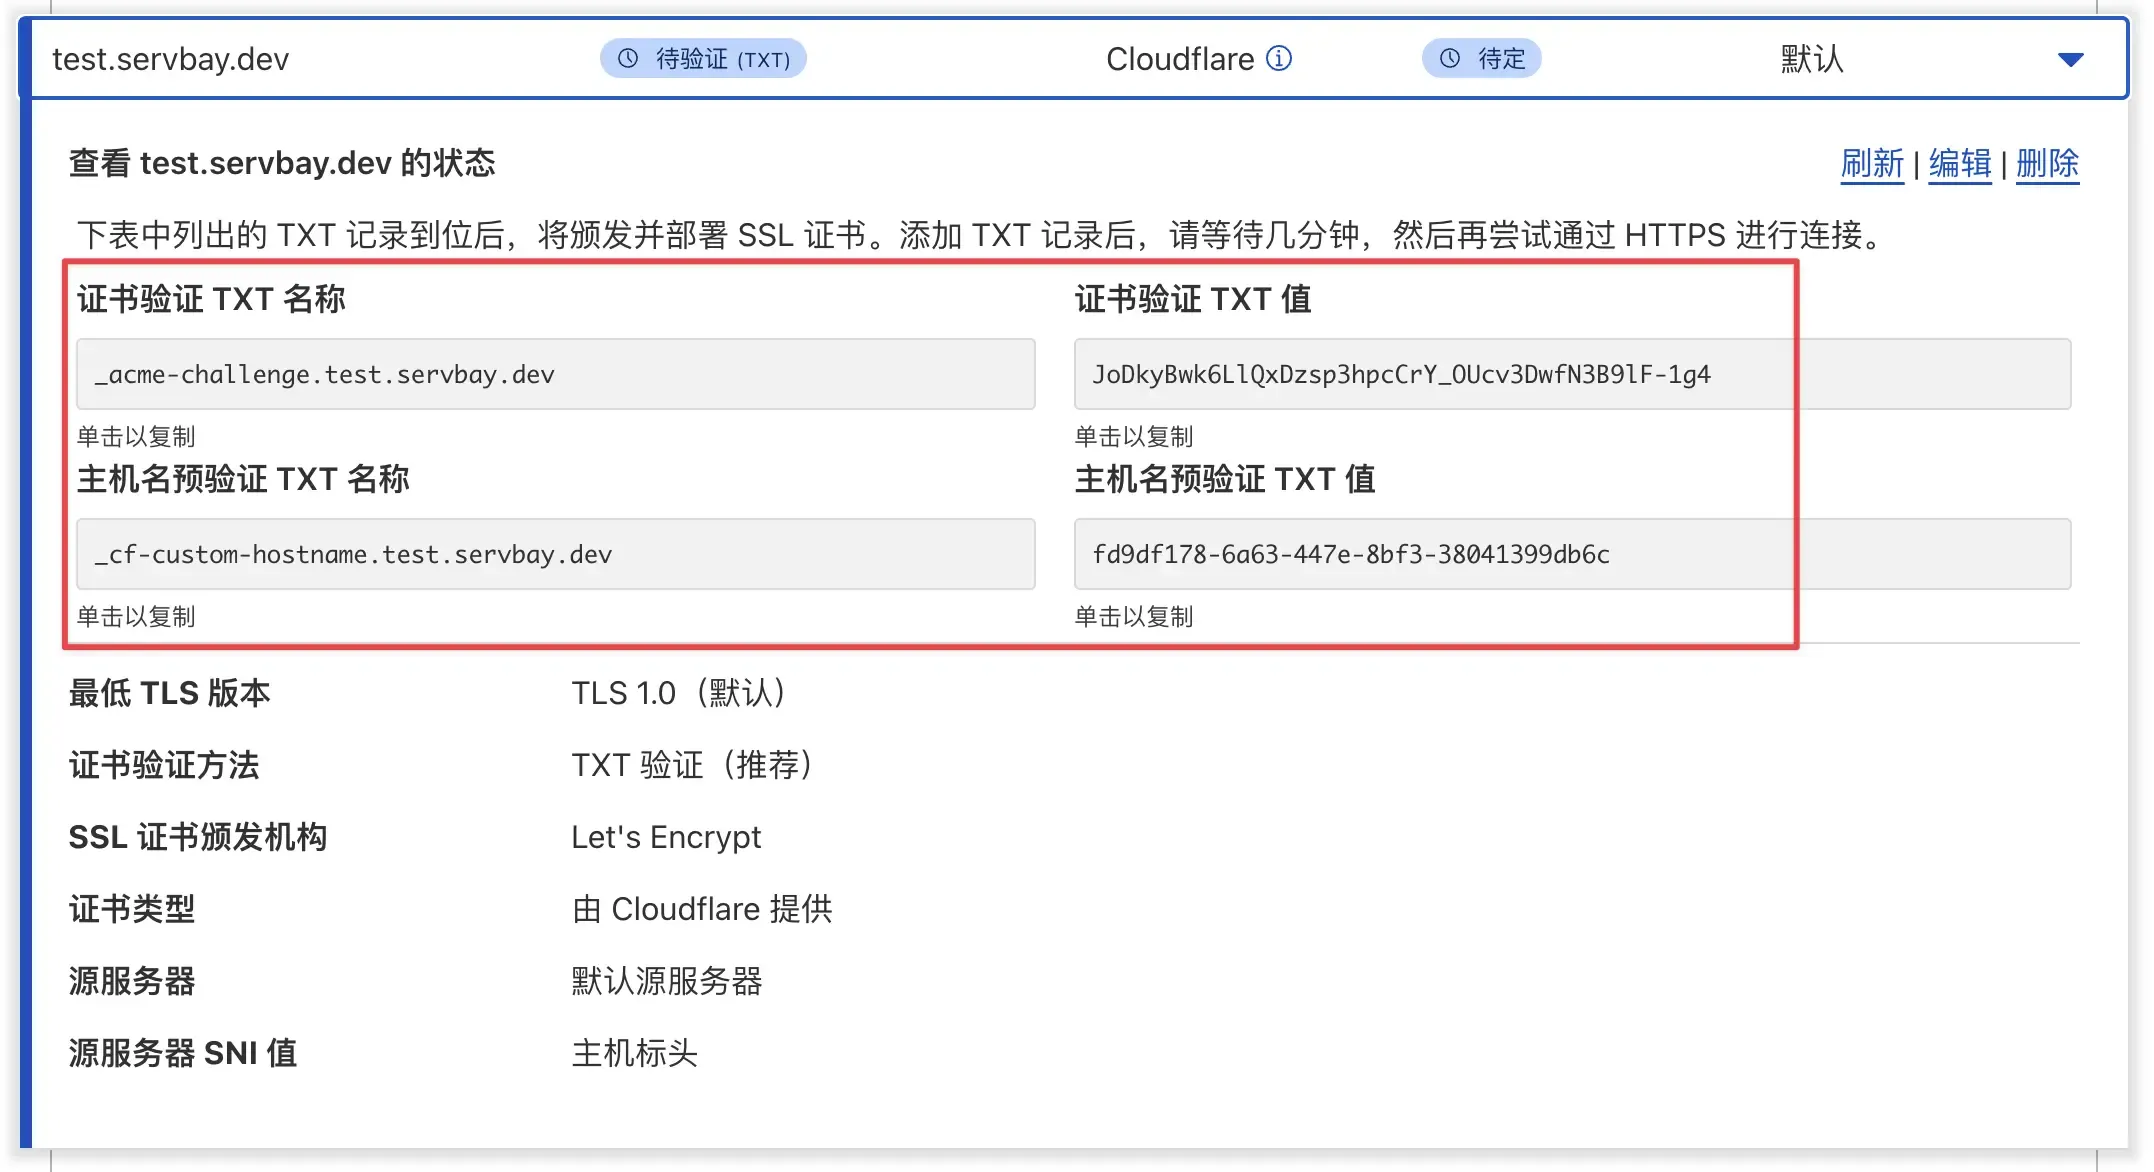 test.servbay.dev 待验证 (TXT) Cloudflare 待定 默认
查看 test.servbay.dev 的状态 刷新 | 编辑 | 删除
下表中列出的 TXT 记录到位后，将颁发并部署 SSL 证书。添加 TXT 记录后，请等待几分钟，然后再尝试通过 HTTPS 进行连接。
证书验证 TXT 名称 证书验证 TXT 值
_acme-challenge.test.servbay.dev JoDkyBwk6LlQxDzsp3hpcCrY_OUcv3DwfN3B9lF-1g4
单击以复制 单击以复制
主机名预验证 TXT 名称 主机名预验证 TXT 值
_cf-custom-hostname.test.servbay.dev fd9df178-6a63-447e-8bf3-38041399db6c
单击以复制 单击以复制
最低 TLS 版本 TLS 1.0（默认）
证书验证方法 TXT 验证（推荐）
SSL 证书颁发机构 Let's Encrypt
证书类型 由 Cloudflare 提供
源服务器 默认源服务器
源服务器 SNI 值 主机标头